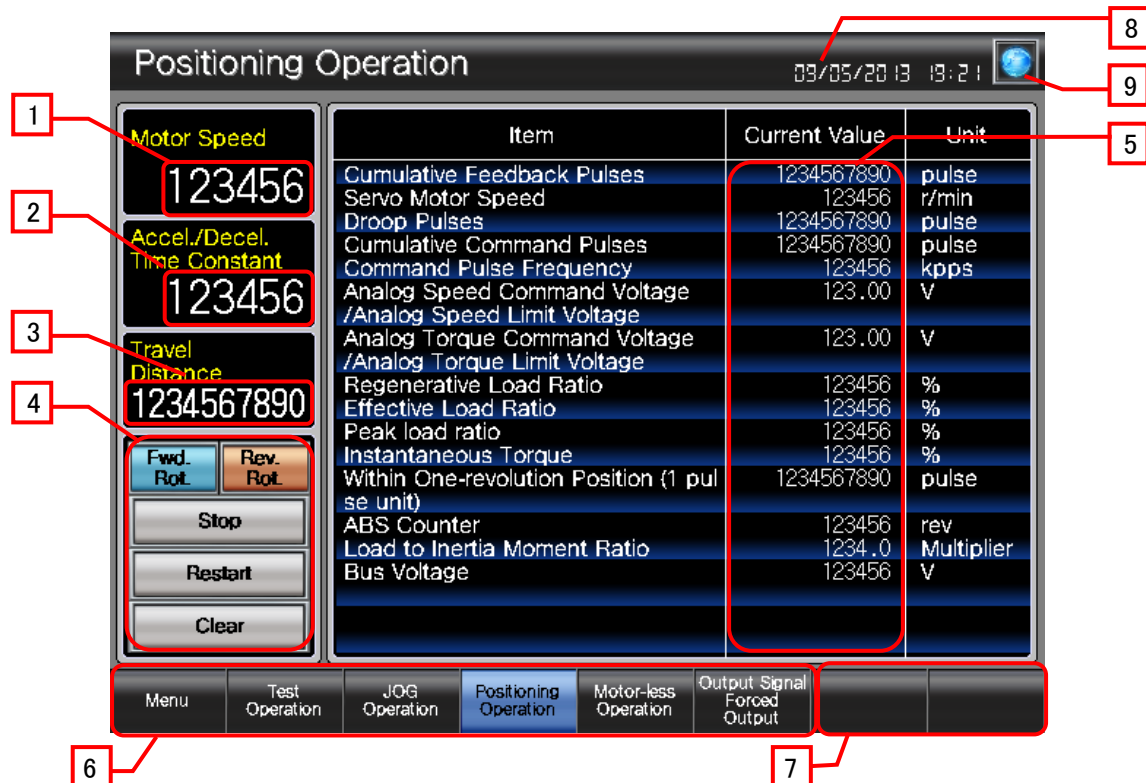 8
Positioning Operation
09/05/2013 19:21
9
1
Motor Speed
123456
2
Accel./Decel.
Time Constant
123456
3
Travel
Distance
1234567890
4
Fwd.
Rot.
Rev.
Rot.
Stop
Restart
Clear
Item Current Value Unit
5
Cumulative Feedback Pulses 1234567890 pulse
Servo Motor Speed 123456 r/min
Droop Pulses 1234567890 pulse
Cumulative Command Pulses 1234567890 pulse
Command Pulse Frequency 123456 kpps
Analog Speed Command Voltage 123.00 V
/Analog Speed Limit Voltage
Analog Torque Command Voltage 123.00 V
/Analog Torque Limit Voltage
Regenerative Load Ratio 123456 %
Effective Load Ratio 123456 %
Peak load ratio 123456 %
Instantaneous Torque 123456 %
Within One-revolution Position (1 pul 1234567890 pulse
se unit)
ABS Counter 123456 rev
Load to Inertia Moment Ratio 1234.0 Multiplier
Bus Voltage 123456 V
Menu
Test
Operation
JOG
Operation
Positioning
Operation
Motor-less
Operation
Output Signal
Forced
Output
6
7